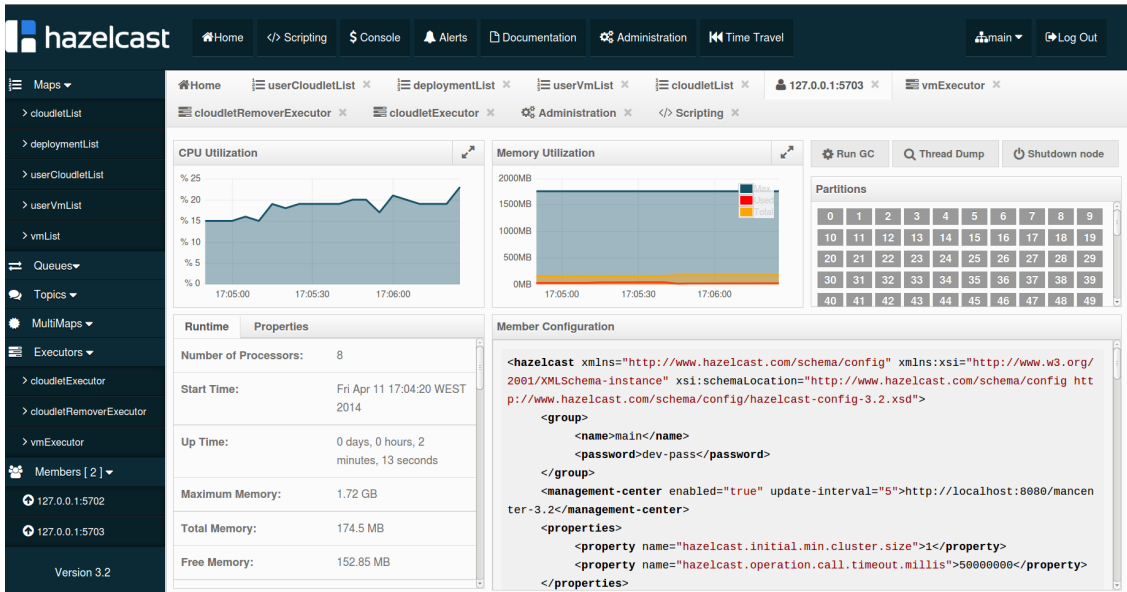 hazelcast
Home </> Scripting $ Console Alerts Documentation Administration Time Travel main Log Out
Maps
cloudletList
deploymentList
userCloudletList
userVmList
vmList
Queues
Topics
MultiMaps
Executors
cloudletExecutor
cloudletRemoverExecutor
vmExecutor
Members [ 2 ]
127.0.0.1:5702
127.0.0.1:5703
Version 3.2
Home userCloudletList deploymentList userVmList cloudletList 127.0.0.1:5703 vmExecutor
cloudletRemoverExecutor cloudletExecutor Administration </> Scripting
CPU Utilization
% 25
% 20
% 15
% 10
% 5
% 0
17:05:00 17:05:30 17:06:00
Memory Utilization
2000MB
1500MB
1000MB
500MB
0MB
Max
Used
Total
17:05:00 17:05:30 17:06:00
Run GC Thread Dump Shutdown node
Partitions
0 1 2 3 4 5 6 7 8 9
10 11 12 13 14 15 16 17 18 19
20 21 22 23 24 25 26 27 28 29
30 31 32 33 34 35 36 37 38 39
40 41 42 43 44 45 46 47 48 49
Runtime Properties
Number of Processors: 8
Start Time: Fri Apr 11 17:04:20 WEST
2014
Up Time: 0 days, 0 hours, 2
minutes, 13 seconds
Maximum Memory: 1.72 GB
Total Memory: 174.5 MB
Free Memory: 152.85 MB
Member Configuration
<hazelcast xmlns="http://www.hazelcast.com/schema/config" xmlns:xsi="http://www.w3.org/
2001/XMLSchema-instance" xsi:schemaLocation="http://www.hazelcast.com/schema/config htt
p://www.hazelcast.com/schema/config/hazelcast-config-3.2.xsd">
<group>
<name>main</name>
<password>dev-pass</password>
</group>
<management-center enabled="true" update-interval="5">http://localhost:8080/mancen
ter-3.2</management-center>
<properties>
<property name="hazelcast.initial.min.cluster.size">1</property>
<property name="hazelcast.operation.call.timeout.millis">50000000</property>
</properties>